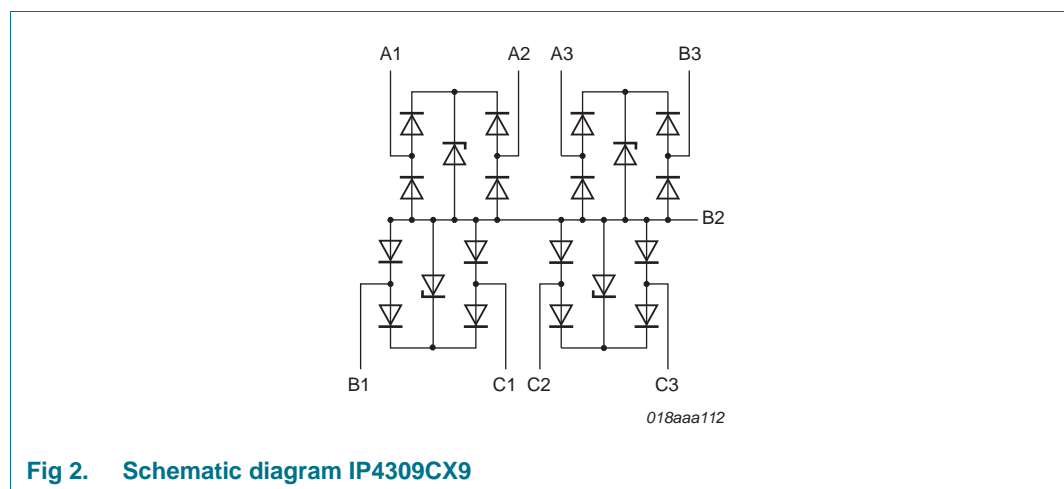 A1 A2 A3 B3
B2
B1 C1 C2 C3
018aaa112
Fig 2. Schematic diagram IP4309CX9